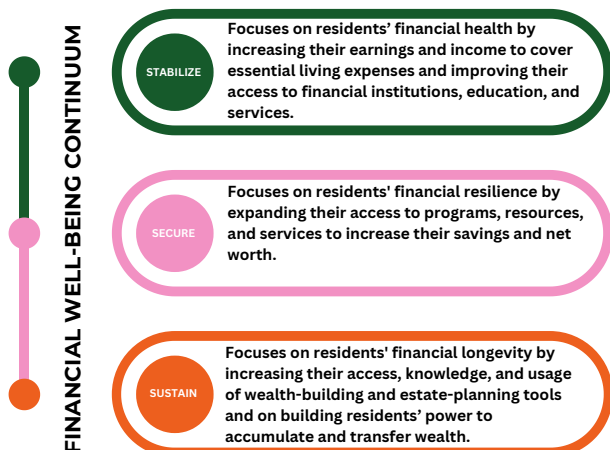 FINANCIAL WELL-BEING CONTINUUM
STABILIZE
Focuses on residents’ financial health by
increasing their earnings and income to cover
essential living expenses and improving their
access to financial institutions, education, and
services.
SECURE
Focuses on residents' financial resilience by
expanding their access to programs, resources,
and services to increase their savings and net
worth.
SUSTAIN
Focuses on residents' financial longevity by
increasing their access, knowledge, and usage
of wealth-building and estate-planning tools
and on building residents’ power to
accumulate and transfer wealth.